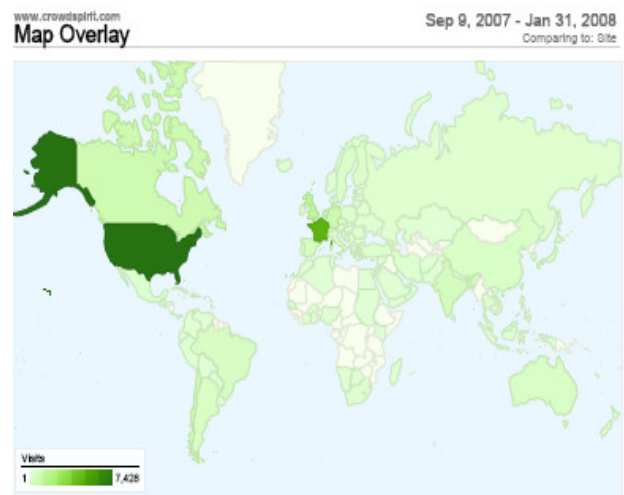 www.crowdspirit.com
Map Overlay
Sep 9, 2007 - Jan 31, 2008
Comparing to: Site
Visits
1 7,428